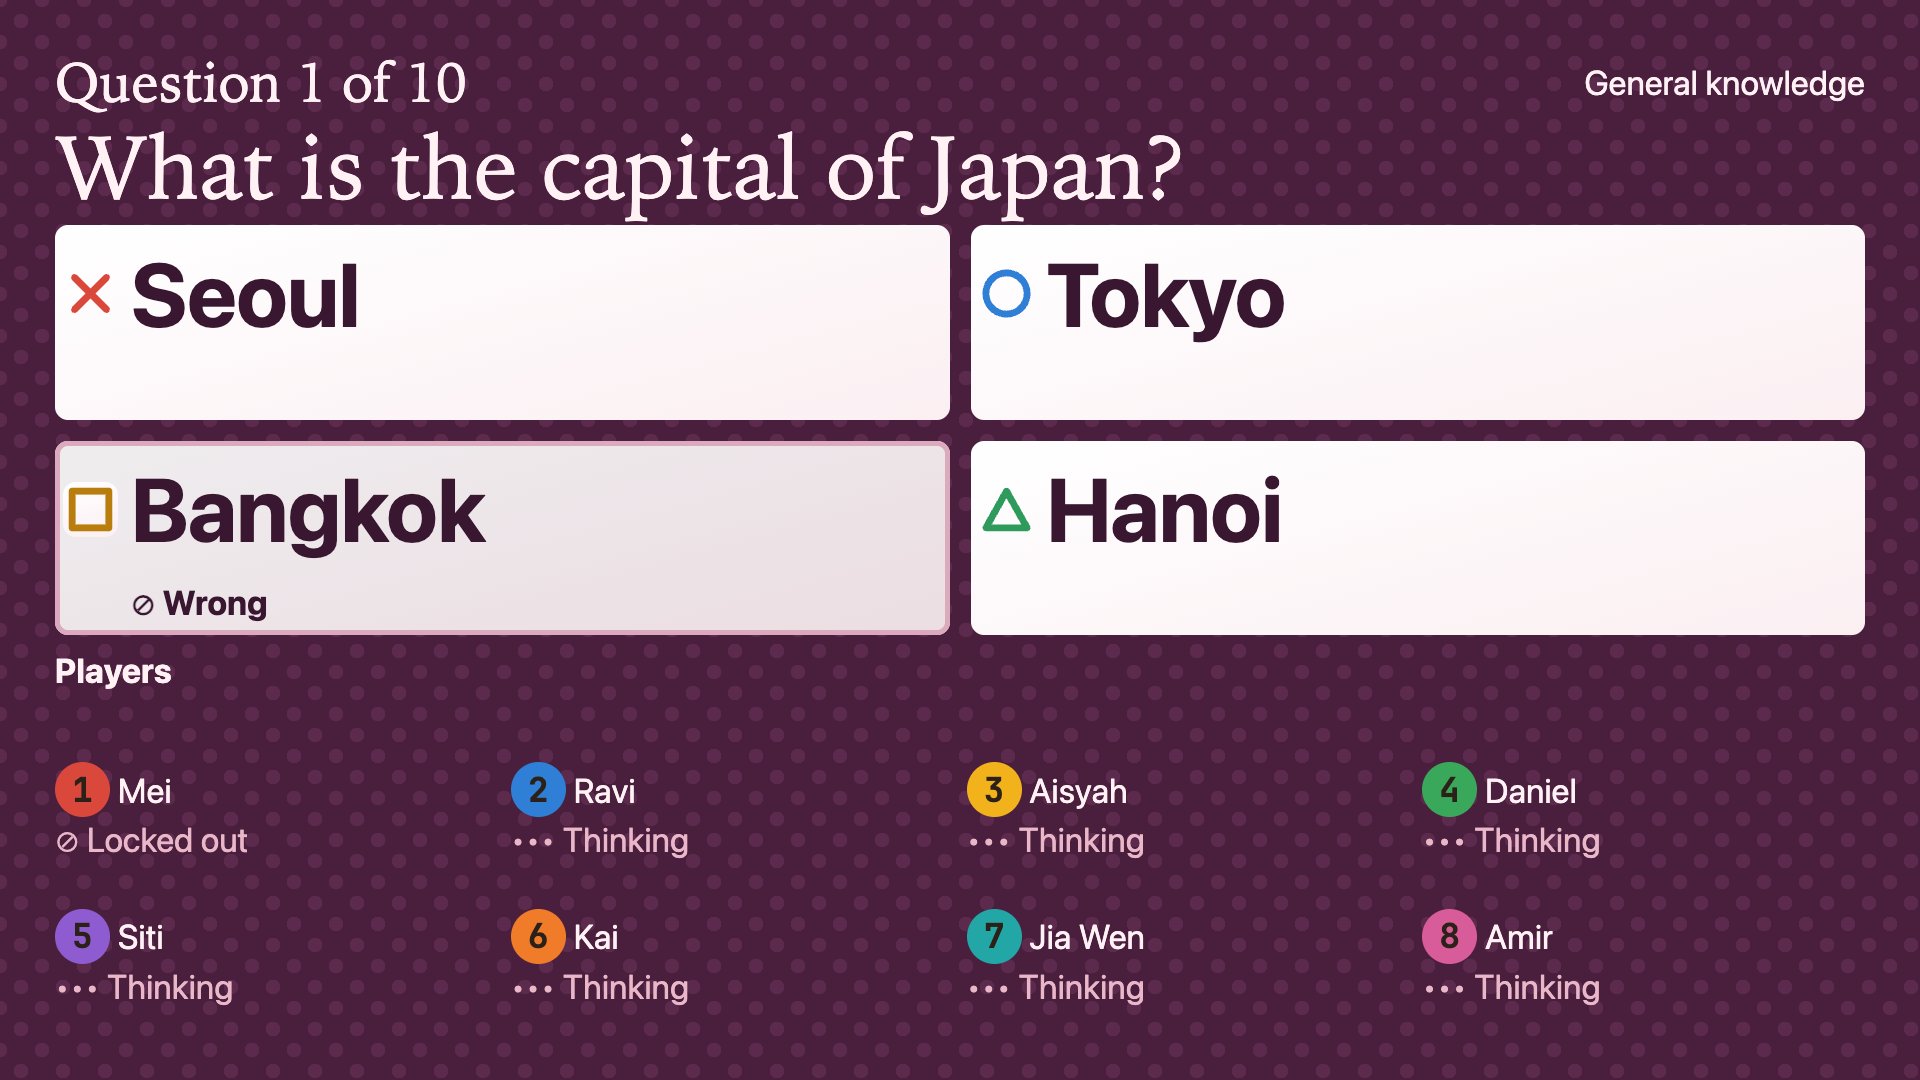 Question 1 of 10
General knowledge
What is the capital of Japan?
Seoul
Tokyo
Bangkok
Wrong
Hanoi
Players
1 Mei
Locked out
2 Ravi
Thinking
3 Aisyah
Thinking
4 Daniel
Thinking
5 Siti
Thinking
6 Kai
Thinking
7 Jia Wen
Thinking
8 Amir
Thinking